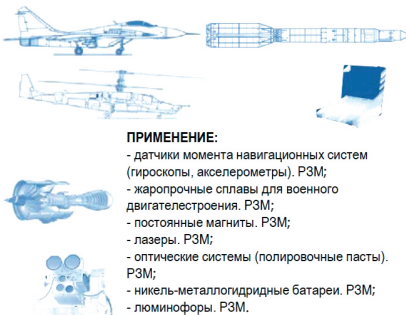 ПРИМЕНЕНИЕ:
- датчики момента навигационных систем
(гироскопы, акселерометры). РЗМ;
- жаропрочные сплавы для военного
двигателестроения. РЗМ;
- постоянные магниты. РЗМ;
- лазеры. РЗМ;
- оптические системы (полировочные пасты).
РЗМ;
- никель-металлогидридные батареи. РЗМ;
- люминофоры. РЗМ.